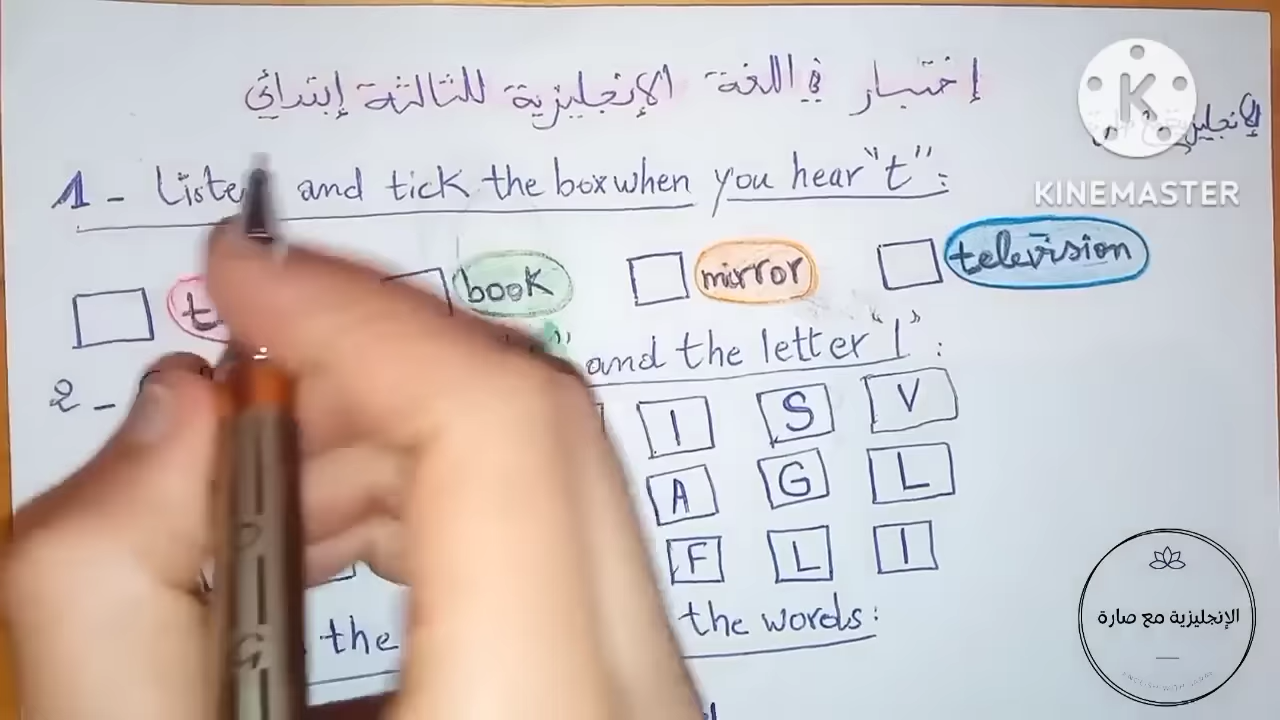 إختبار في اللغة الإنجليزية للثالثة إبتدائي
KINEMASTER
1 - Listen and tick the box when you hear "t" :
t book mirror television
2 - and the letter "I" :
I S V
A G L
F L I
the the words :
الإنجليزية مع صارة